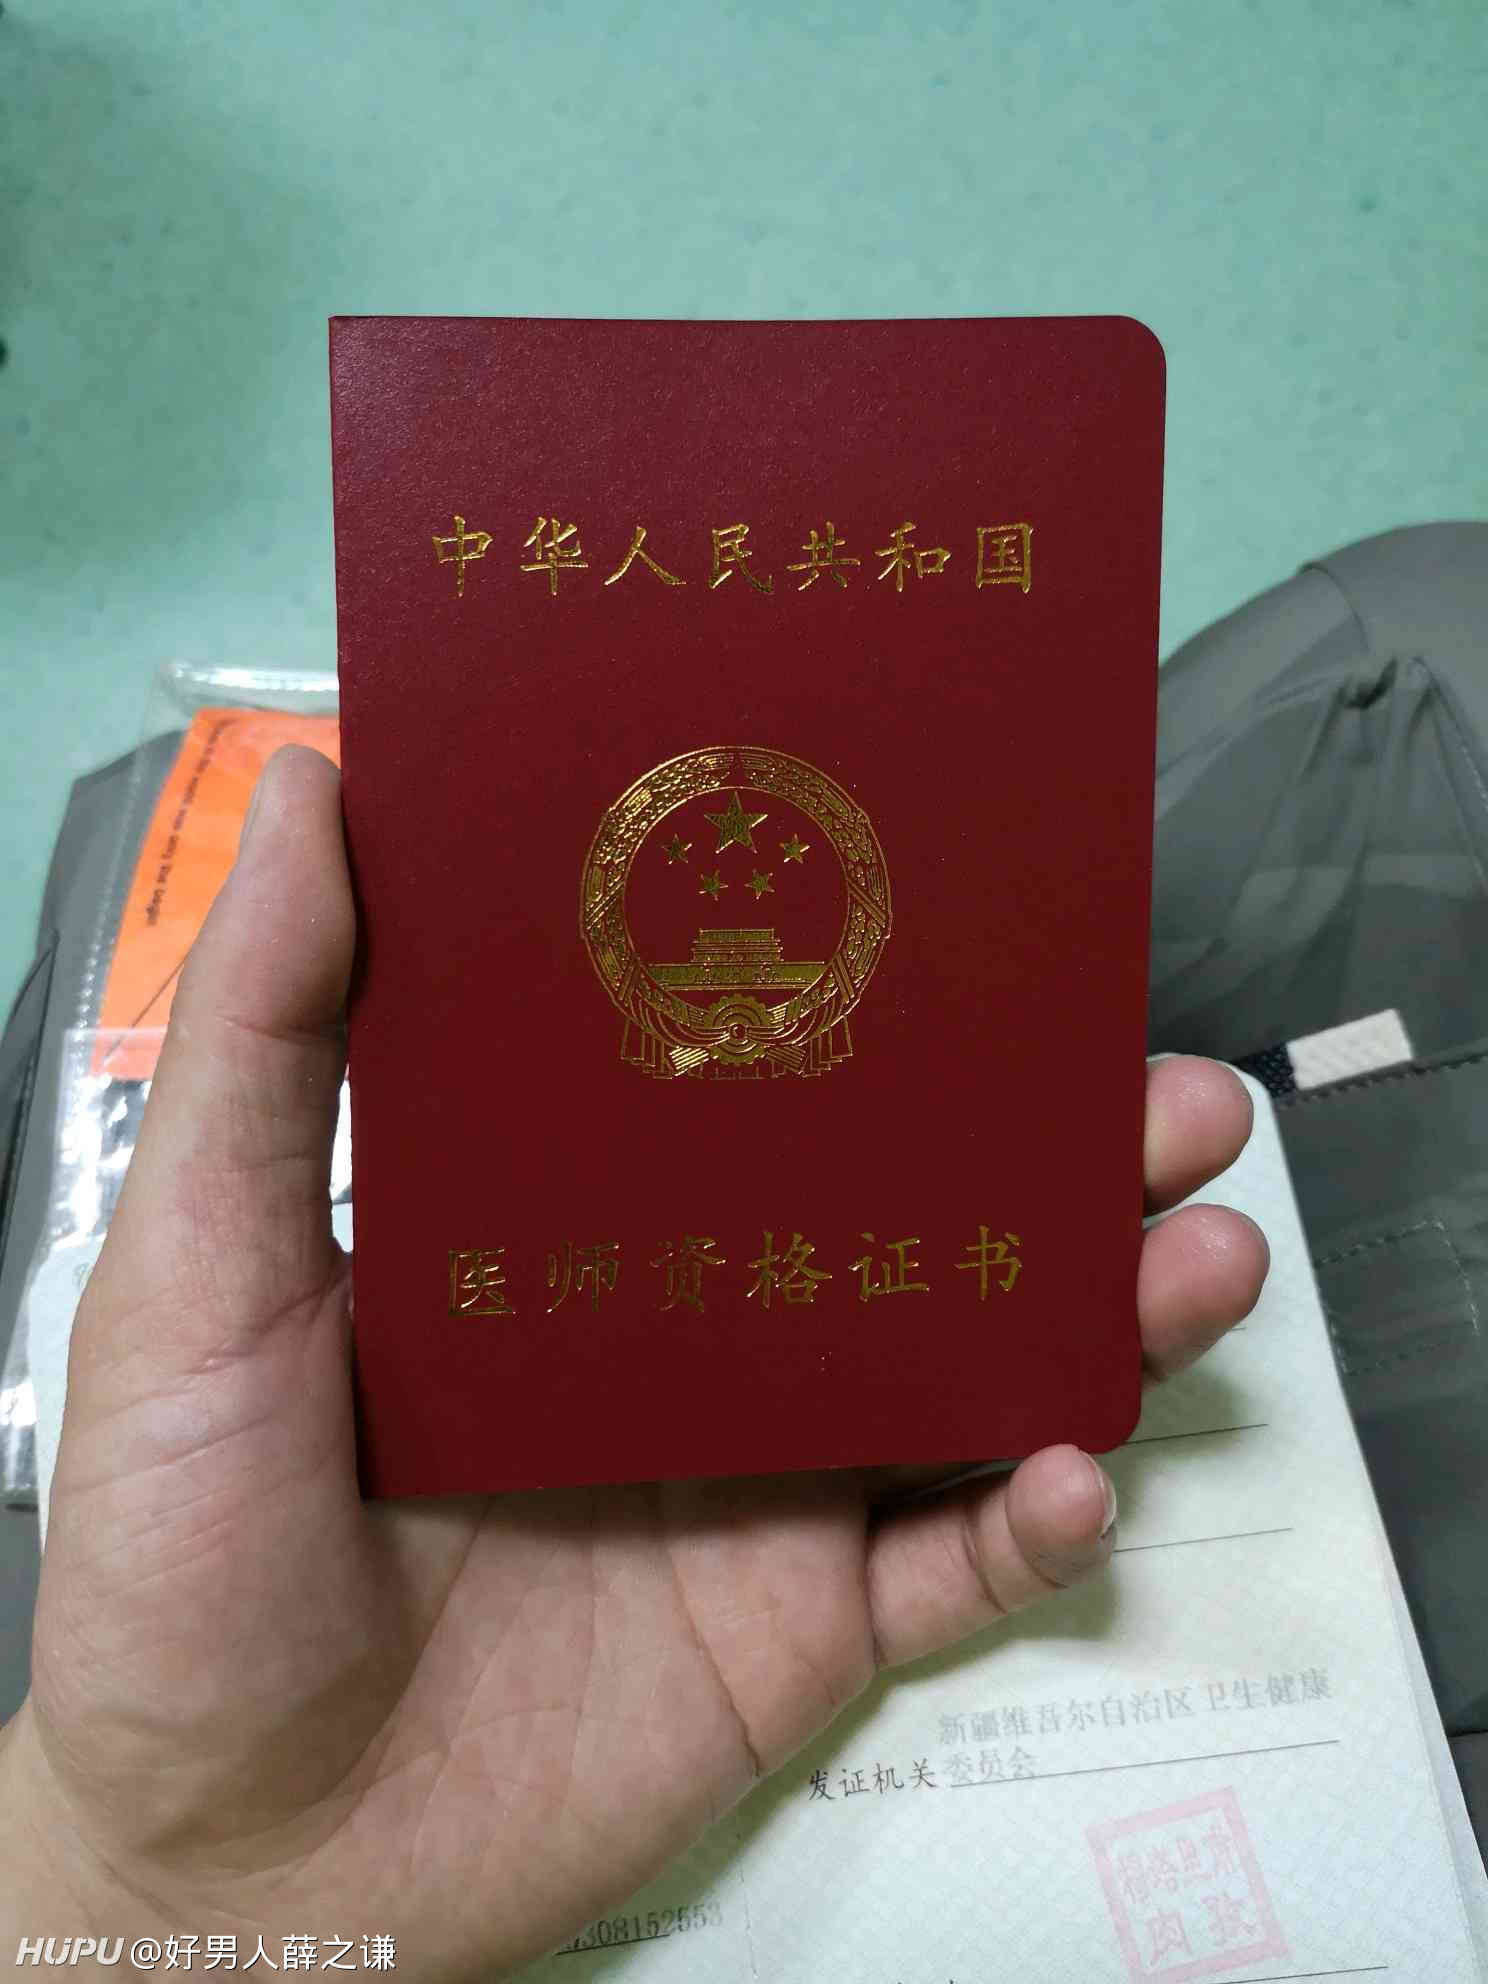 中华人民共和国
医师资格证书
新疆维吾尔自治区卫生健康
发证机关 委员会
308152553
HUPU @好男人薛之谦